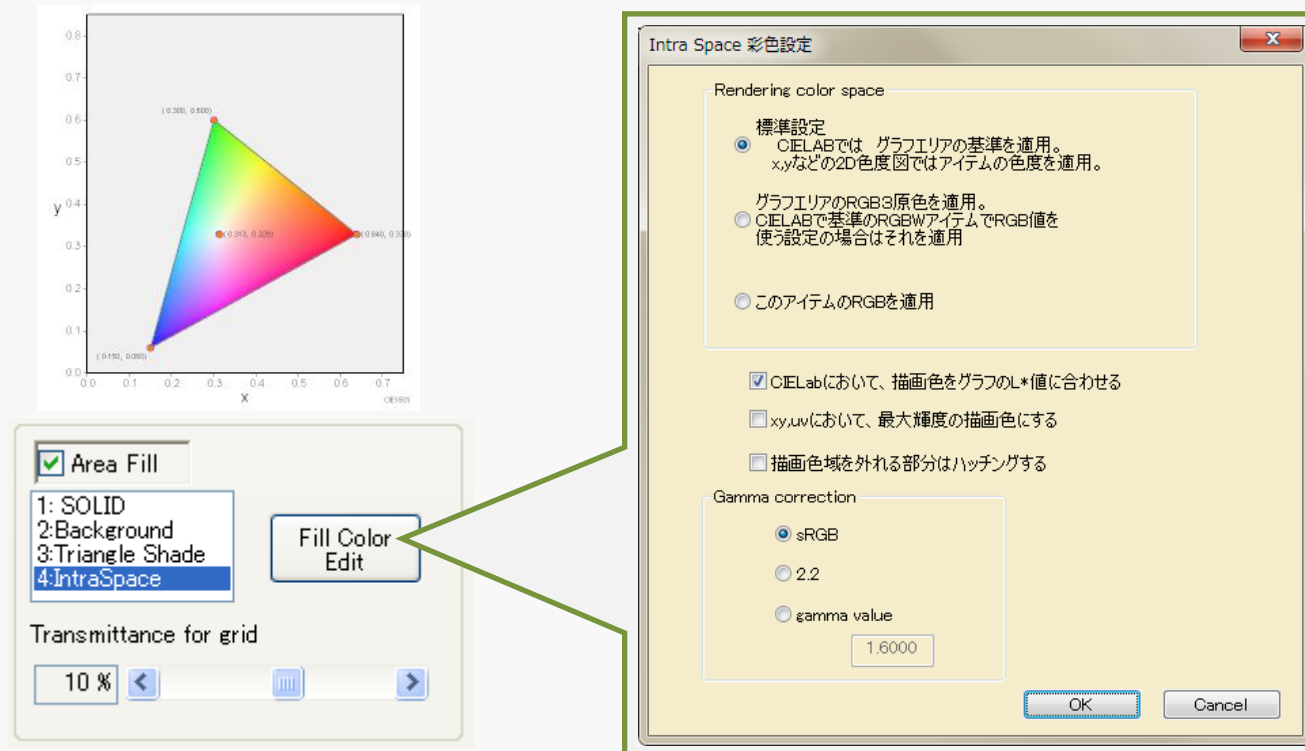 0.8
0.7
( 0.300, 0.600)
0.6
0.5
y 0.4
(0.313, 0.329)
(0.640, 0.330)
0.3
0.2
0.1
( 0.150, 0.060)
0.0
0.0 0.1 0.2 0.3 0.4 0.5 0.6 0.7
x
CIE1931
Area Fill
1: SOLID
2:Background
3:Triangle Shade
4:IntraSpace
Fill Color
Edit
Transmittance for grid
10 %
Intra Space 彩色設定
Rendering color space
標準設定
CIELABでは グラフエリアの基準を適用。
x,yなどの2D色度図ではアイテムの色度を適用。
グラフエリアのRGB3原色を適用。
CIELABで基準のRGBWアイテムでRGB値を
使う設定の場合はそれを適用
このアイテムのRGBを適用
CIELabにおいて、描画色をグラフのL*値に合わせる
xy,uvにおいて、最大輝度の描画色にする
描画色域を外れる部分はハッチングする
Gamma correction
sRGB
2.2
gamma value
1.6000
OK
Cancel